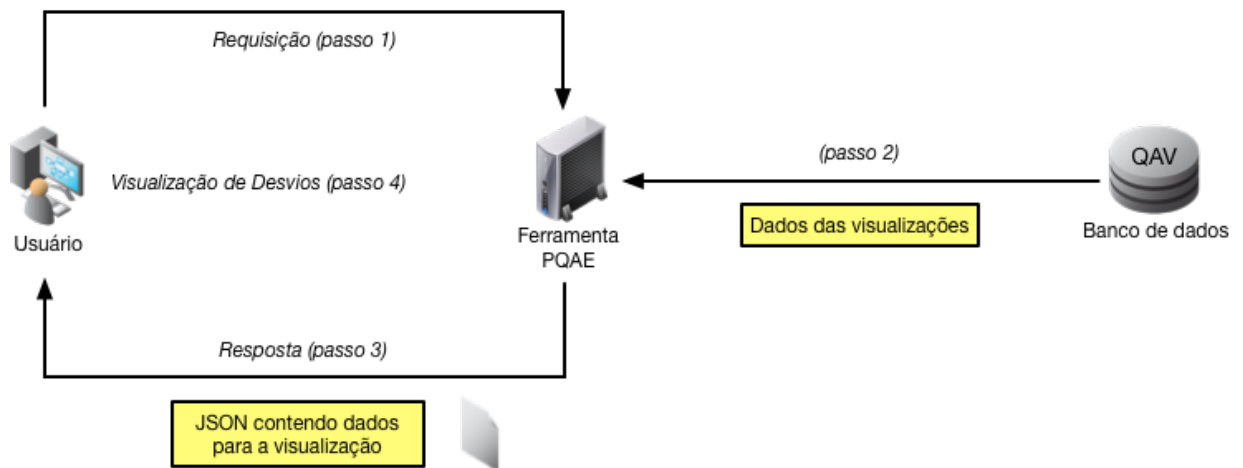 Requisição (passo 1)
Visualização de Desvios (passo 4)
Usuário
Ferramenta
PQAE
(passo 2)
Dados das visualizações
QAV
Banco de dados
Resposta (passo 3)
JSON contendo dados
para a visualização